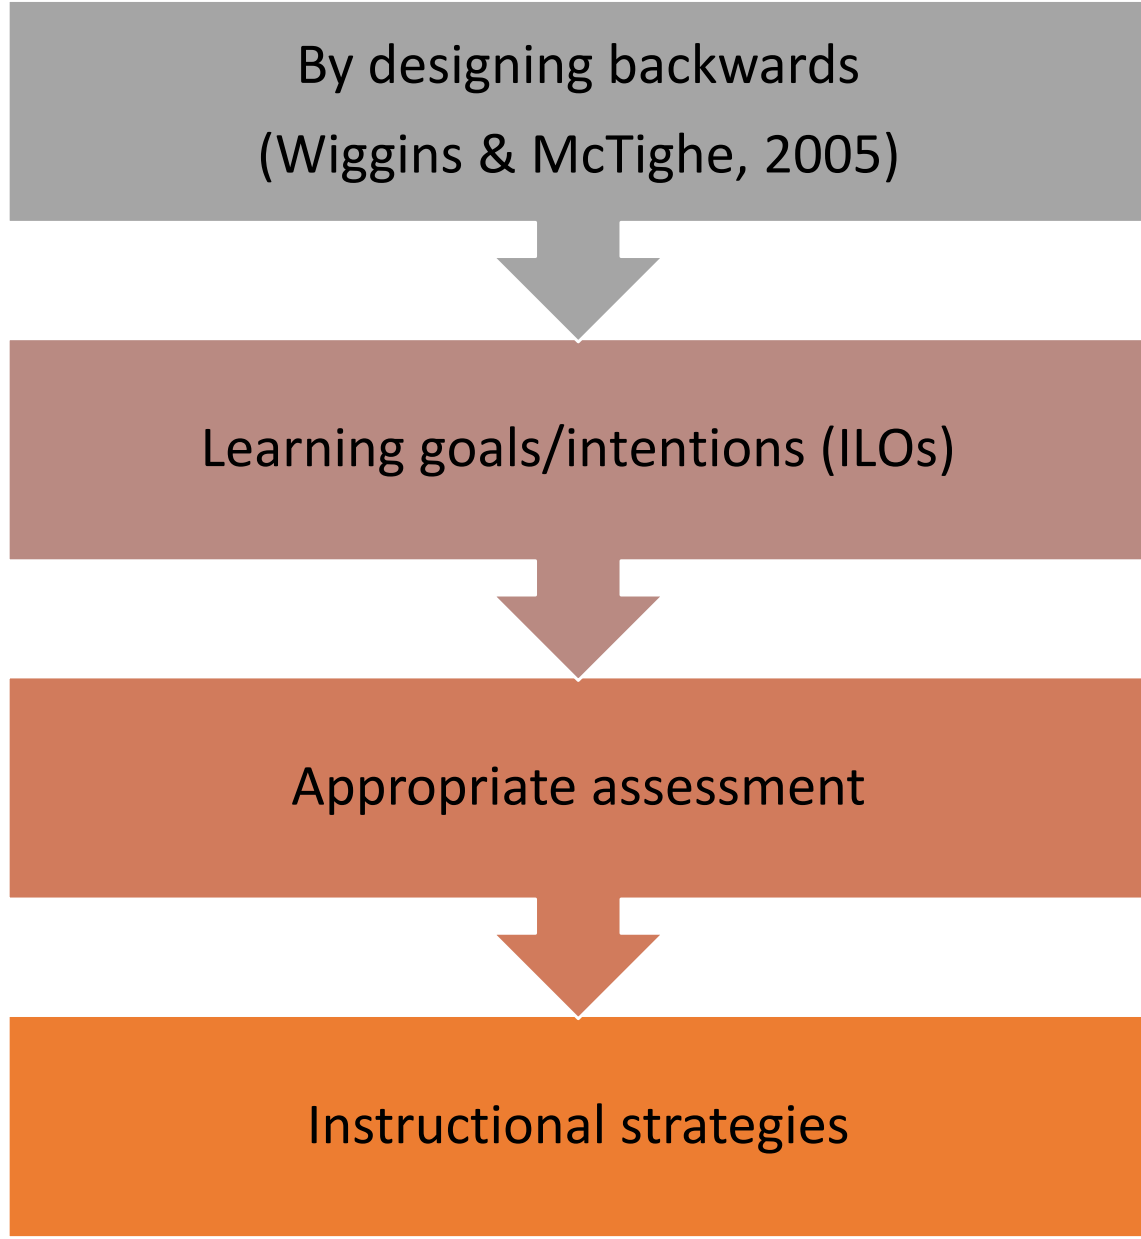 By designing backwards
(Wiggins & McTighe, 2005)
Learning goals/intentions (ILOs)
Appropriate assessment
Instructional strategies